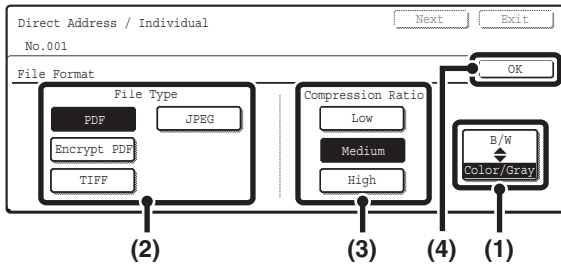 Direct Address / Individual
Next
Exit
No.001
File Format
OK
File Type
Compression Ratio
PDF
JPEG
Low
Encrypt PDF
Medium
TIFF
High
B/W
Color/Gray
(2)
(3)
(4)
(1)